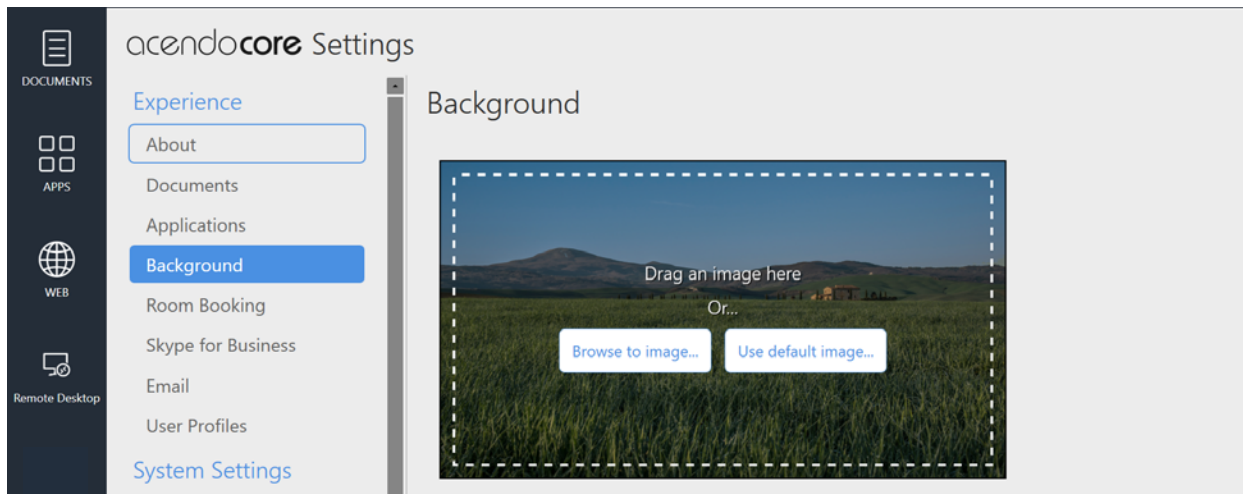 DOCUMENTS
APPS
WEB
Remote Desktop
acendocore Settings
Experience
About
Documents
Applications
Background
Room Booking
Skype for Business
Email
User Profiles
System Settings
Background
Drag an image here
Or...
Browse to image... Use default image...